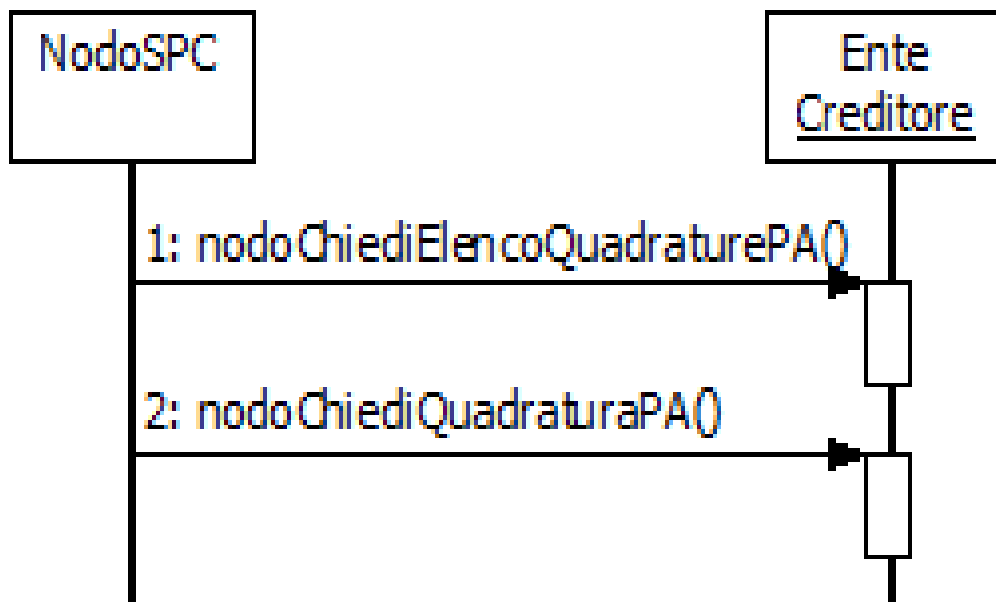 NodoSPC
Ente
Creditore
1: nodoChiediElencoQuadraturePA()
2: nodoChiediQuadraturaPA()